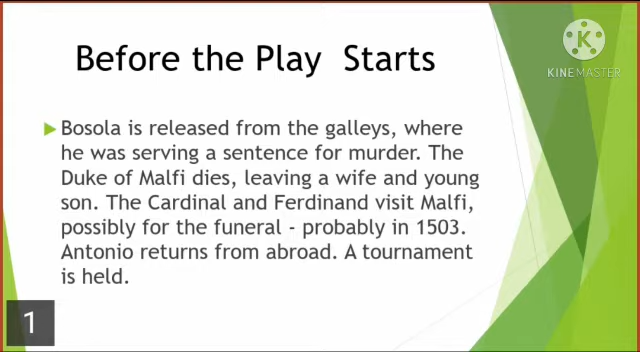 Before the Play Starts
Bosola is released from the galleys, where
he was serving a sentence for murder. The
Duke of Malfi dies, leaving a wife and young
son. The Cardinal and Ferdinand visit Malfi,
possibly for the funeral - probably in 1503.
Antonio returns from abroad. A tournament
is held.
1
K
KINEMASTER